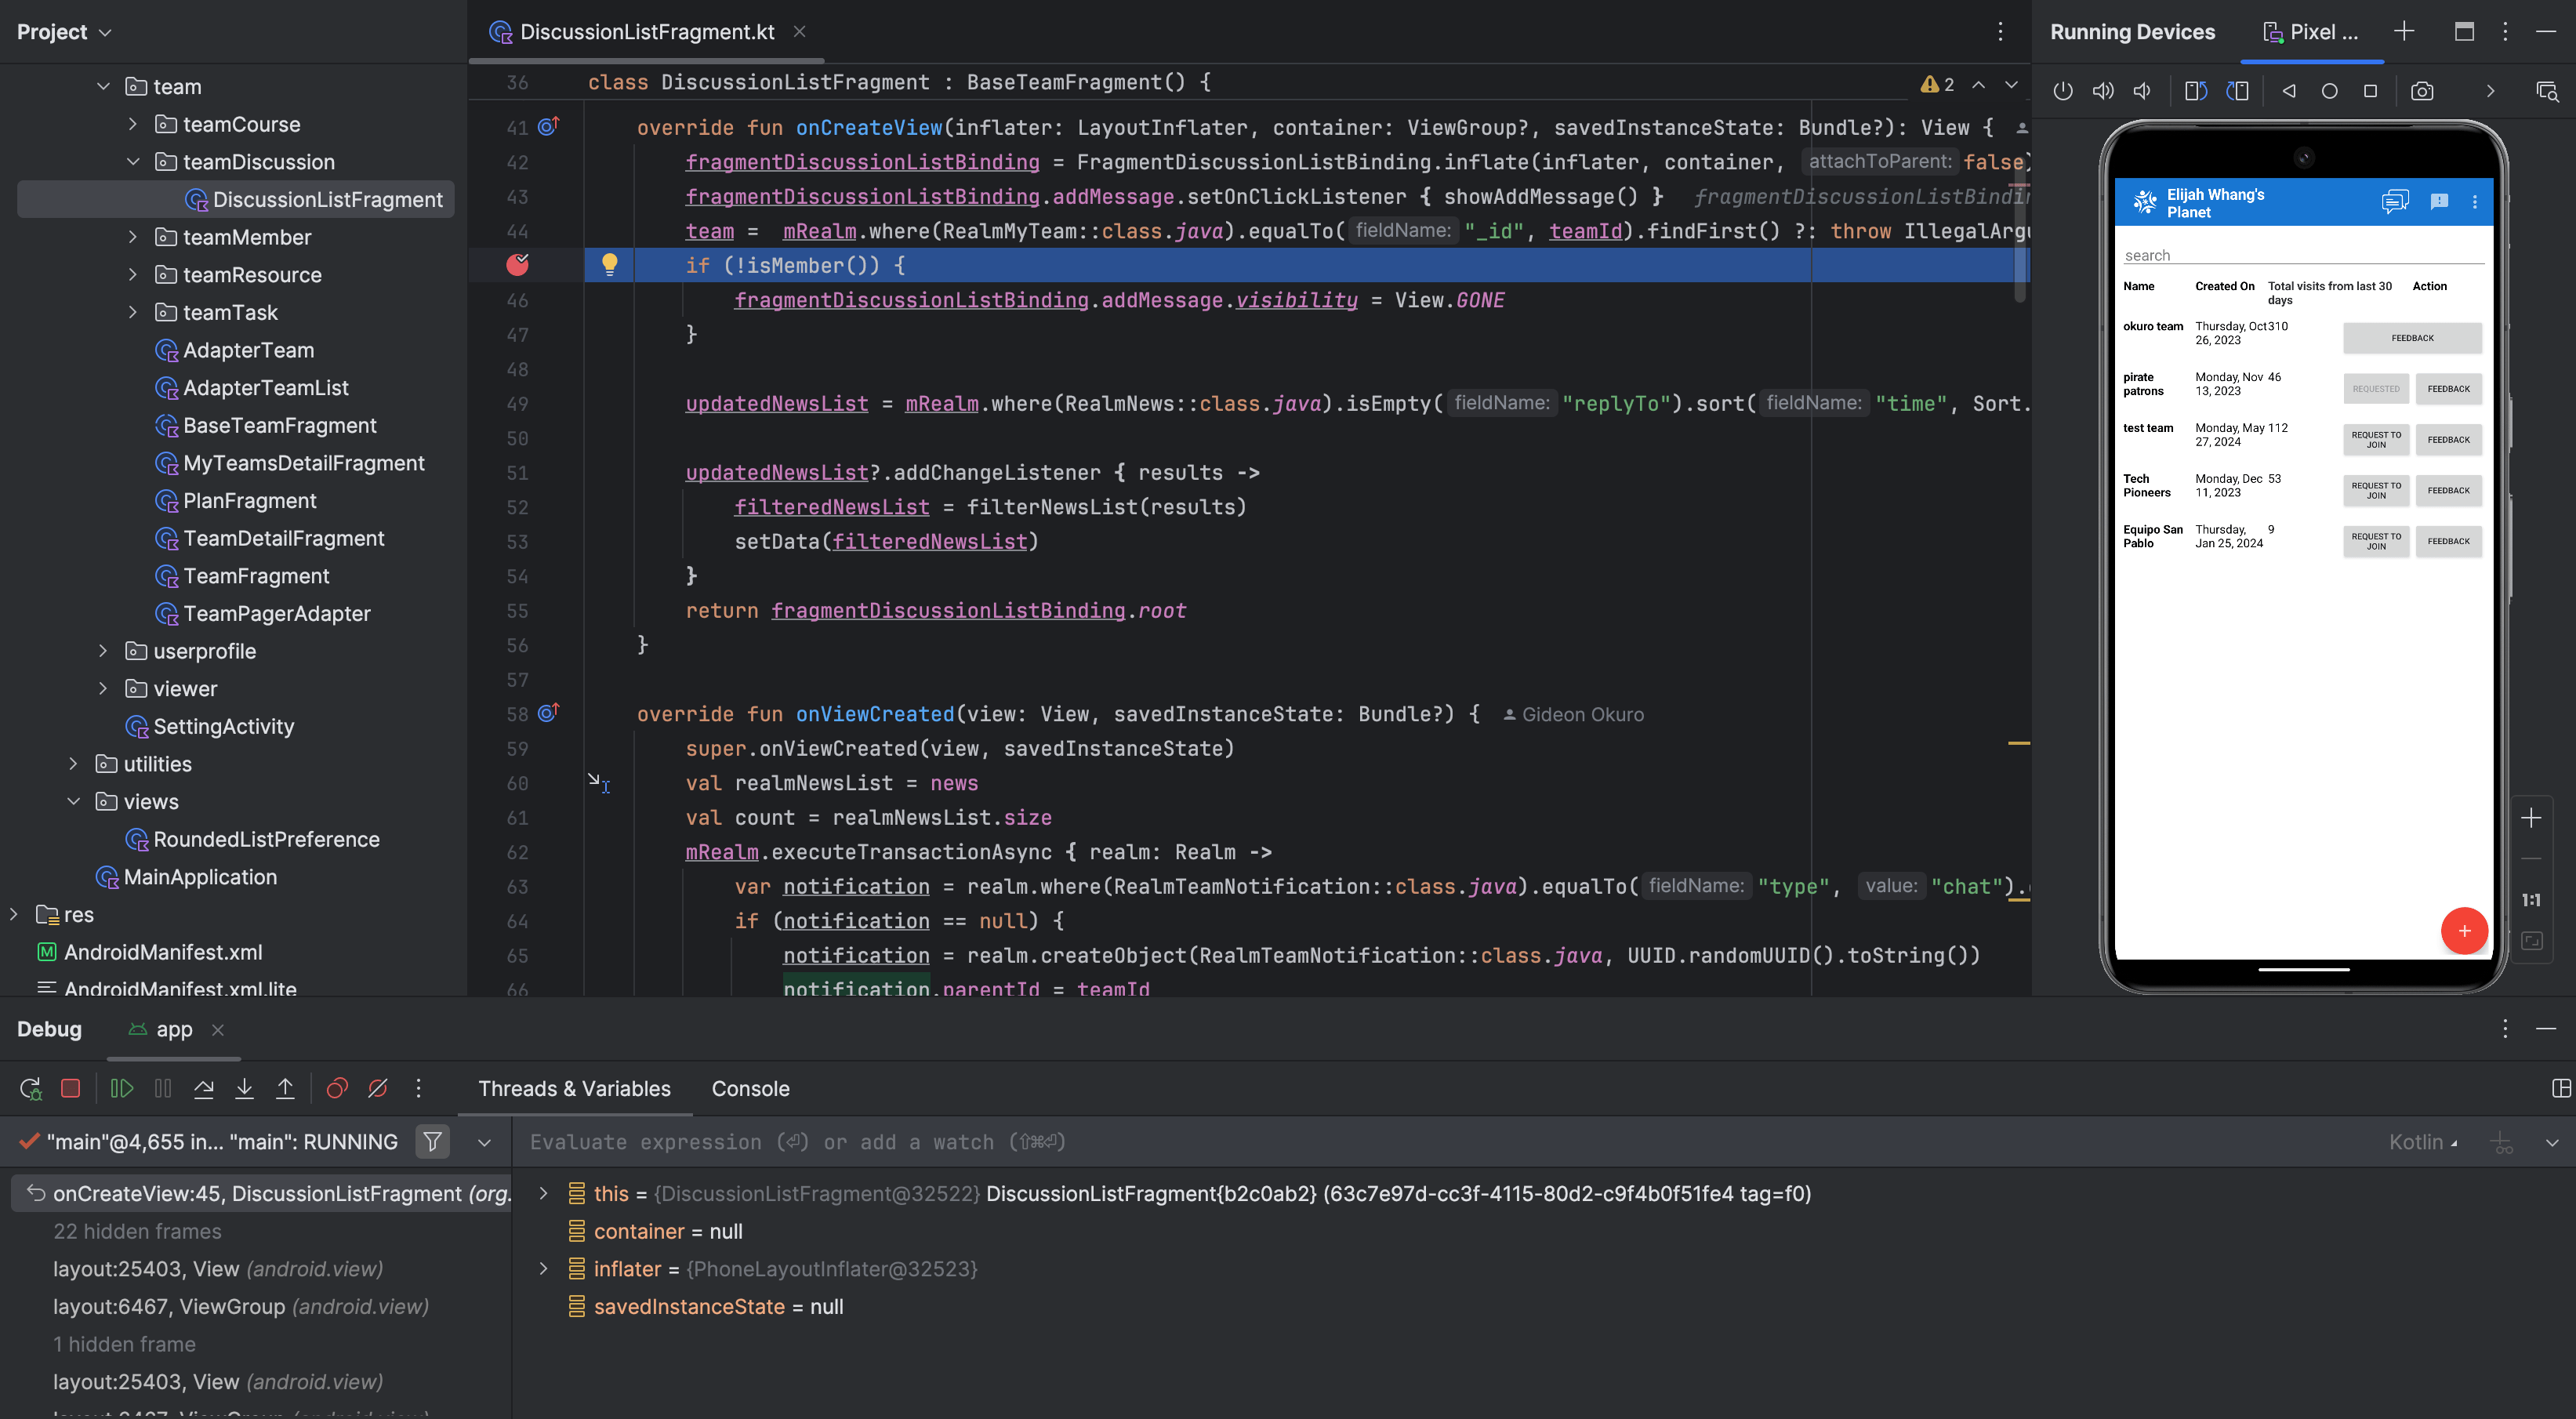 Project
team
teamCourse
teamDiscussion
DiscussionListFragment
teamMember
teamResource
teamTask
AdapterTeam
AdapterTeamList
BaseTeamFragment
MyTeamsDetailFragment
PlanFragment
TeamDetailFragment
TeamFragment
TeamPagerAdapter
userprofile
viewer
SettingActivity
utilities
views
RoundedListPreference
MainApplication
res
AndroidManifest.xml
AndroidManifest.xml.lite
DiscussionListFragment.kt
36 class DiscussionListFragment : BaseTeamFragment() {
2
41 override fun onCreateView(inflater: LayoutInflater, container: ViewGroup?, savedInstanceState: Bundle?): View {
42 fragmentDiscussionListBinding = FragmentDiscussionListBinding.inflate(inflater, container, attachToParent: false)
43 fragmentDiscussionListBinding.addMessage.setOnClickListener { showAddMessage() } fragmentDiscussionListBindin
44 team = mRealm.where(RealmMyTeam::class.java).equalTo( fieldName: "_id", teamId).findFirst() ?: throw IllegalArgu
if (!isMember()) {
46 fragmentDiscussionListBinding.addMessage.visibility = View.GONE
47 }
48
49 updatedNewsList = mRealm.where(RealmNews::class.java).isEmpty( fieldName: "replyTo").sort( fieldName: "time", Sort.
50
51 updatedNewsList?.addChangeListener { results ->
52 filteredNewsList = filterNewsList(results)
53 setData(filteredNewsList)
54 }
55 return fragmentDiscussionListBinding.root
56 }
57
58 override fun onViewCreated(view: View, savedInstanceState: Bundle?) { Gideon Okuro
59 super.onViewCreated(view, savedInstanceState)
60 val realmNewsList = news
61 val count = realmNewsList.size
62 mRealm.executeTransactionAsync { realm: Realm ->
63 var notification = realm.where(RealmTeamNotification::class.java).equalTo( fieldName: "type", value: "chat").
64 if (notification == null) {
65 notification = realm.createObject(RealmTeamNotification::class.java, UUID.randomUUID().toString())
66 notification.parentId = teamId
Running Devices
Pixel ...
Elijah Whang's
Planet
search
Name Created On Total visits from last 30 Action
days
okuro team Thursday, Oct 310 FEEDBACK
26, 2023
pirate Monday, Nov 46 REQUESTED FEEDBACK
patrons 13, 2023
test team Monday, May 112 REQUEST TO FEEDBACK
27, 2024 JOIN
Tech Monday, Dec 53 REQUEST TO FEEDBACK
Pioneers 11, 2023 JOIN
Equipo San Thursday, 9 REQUEST TO FEEDBACK
Pablo Jan 25, 2024 JOIN
1:1
Debug app
Threads & Variables Console
"main"@4,655 in... "main": RUNNING
Evaluate expression (⏎) or add a watch (⇧⌘⏎)
Kotlin
onCreateView:45, DiscussionListFragment (org.
22 hidden frames
layout:25403, View (android.view)
layout:6467, ViewGroup (android.view)
1 hidden frame
layout:25403, View (android.view)
this = {DiscussionListFragment@32522} DiscussionListFragment{b2c0ab2} (63c7e97d-cc3f-4115-80d2-c9f4b0f51fe4 tag=f0)
container = null
inflater = {PhoneLayoutInflater@32523}
savedInstanceState = null